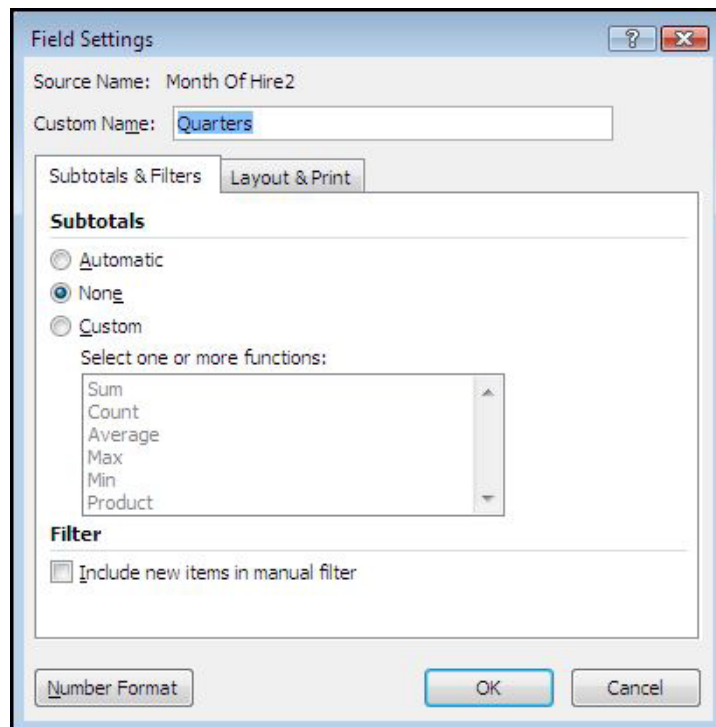 Field Settings
Source Name: Month Of Hire2
Custom Name: Quarters
Subtotals & Filters Layout & Print
Subtotals
Automatic
None
Custom
Select one or more functions:
Sum
Count
Average
Max
Min
Product
Filter
Include new items in manual filter
Number Format OK Cancel